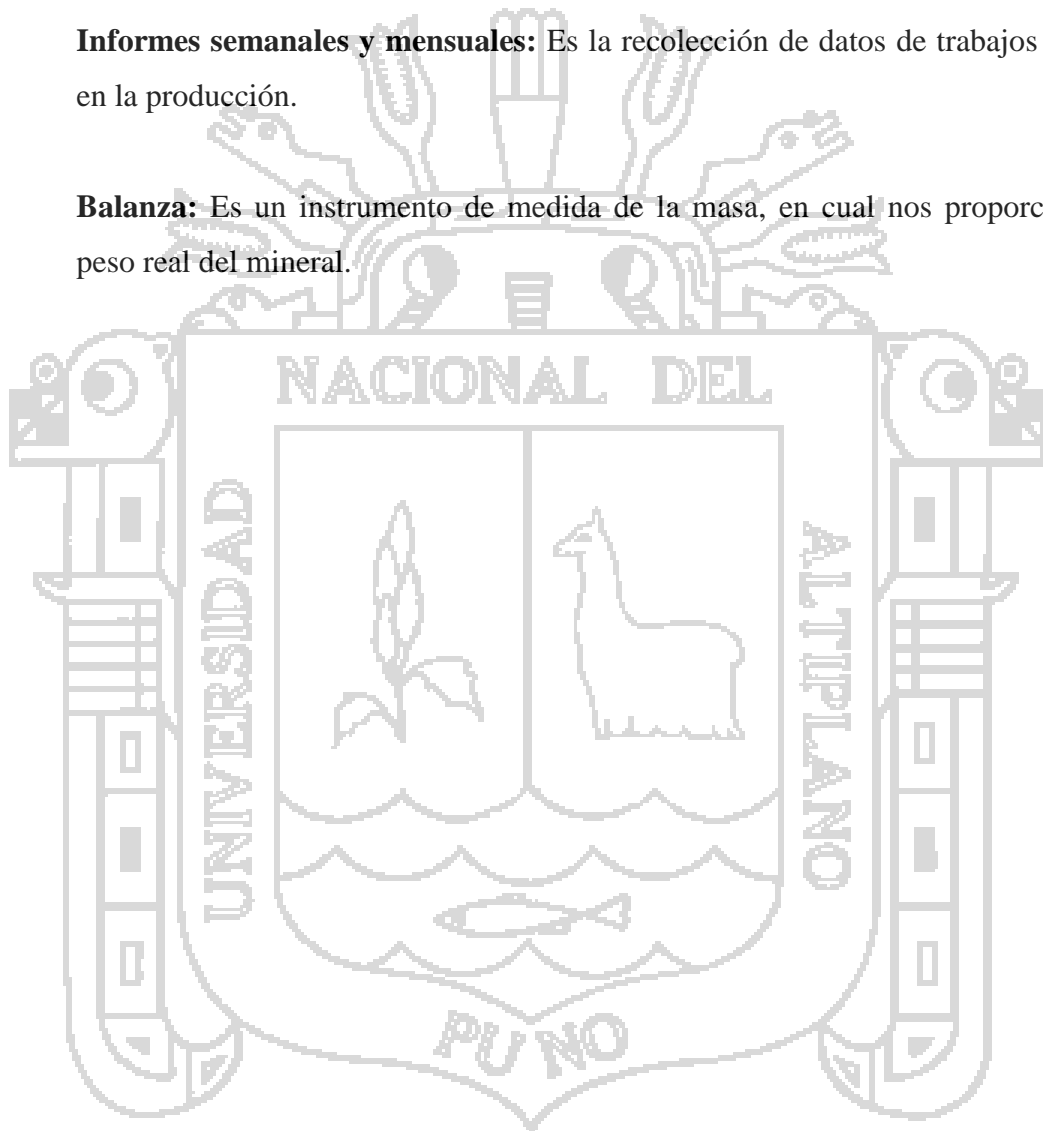 Informes semanales y mensuales: Es la recolección de datos de trabajos
en la producción.
Balanza: Es un instrumento de medida de la masa, en cual nos proporc
peso real del mineral.
NACIONAL DEL
UNIVERSIDAD
ALTIPLANO
PUNO